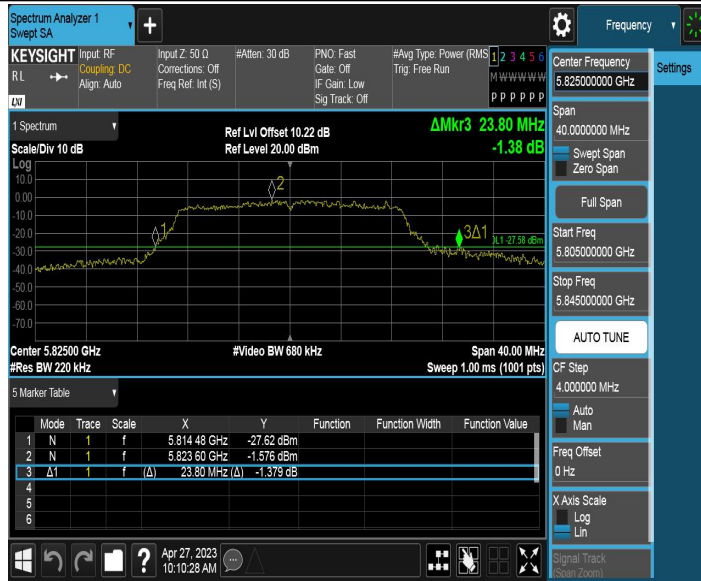 Spectrum Analyzer 1
Swept SA
Frequency
KEYSIGHT
RL
LXI
Input: RF
Coupling: DC
Align: Auto
Input Z: 50 Ω
Corrections: Off
Freq Ref: Int (S)
#Atten: 30 dB
PNO: Fast
Gate: Off
IF Gain: Low
Sig Track: Off
#Avg Type: Power (RMS
Trig: Free Run
1 2 3 4 5 6
M W W W W W
P P P P P P
1 Spectrum
Scale/Div 10 dB
Ref Lvl Offset 10.22 dB
Ref Level 20.00 dBm
ΔMkr3 23.80 MHz
-1.38 dB
Log
10.0
0.00
-10.0
-20.0
-30.0
-40.0
-50.0
-60.0
-70.0
1
2
3Δ1
DL1 -27.58 dBm
Center 5.82500 GHz
#Video BW 680 kHz
Span 40.00 MHz
#Res BW 220 kHz
Sweep 1.00 ms (1001 pts)
5 Marker Table
Mode Trace Scale X Y Function Function Width Function Value
1 N 1 f 5.814 48 GHz -27.62 dBm
2 N 1 f 5.823 60 GHz -1.576 dBm
3 Δ1 1 f (Δ) 23.80 MHz (Δ) -1.379 dB
4
5
6
Apr 27, 2023
10:10:28 AM
Center Frequency
5.825000000 GHz
Settings
Span
40.0000000 MHz
Swept Span
Zero Span
Full Span
Start Freq
5.805000000 GHz
Stop Freq
5.845000000 GHz
AUTO TUNE
CF Step
4.000000 MHz
Auto
Man
Freq Offset
0 Hz
X Axis Scale
Log
Lin
Signal Track
(Span Zoom)